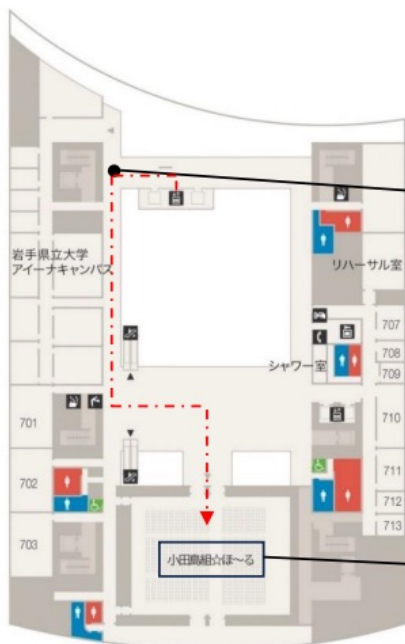 岩手県立大学
アイーナキャンパス
リハーサル室
707
シャワー室
708
709
701
710
702
711
712
703
713
小田島組☆ほ～る